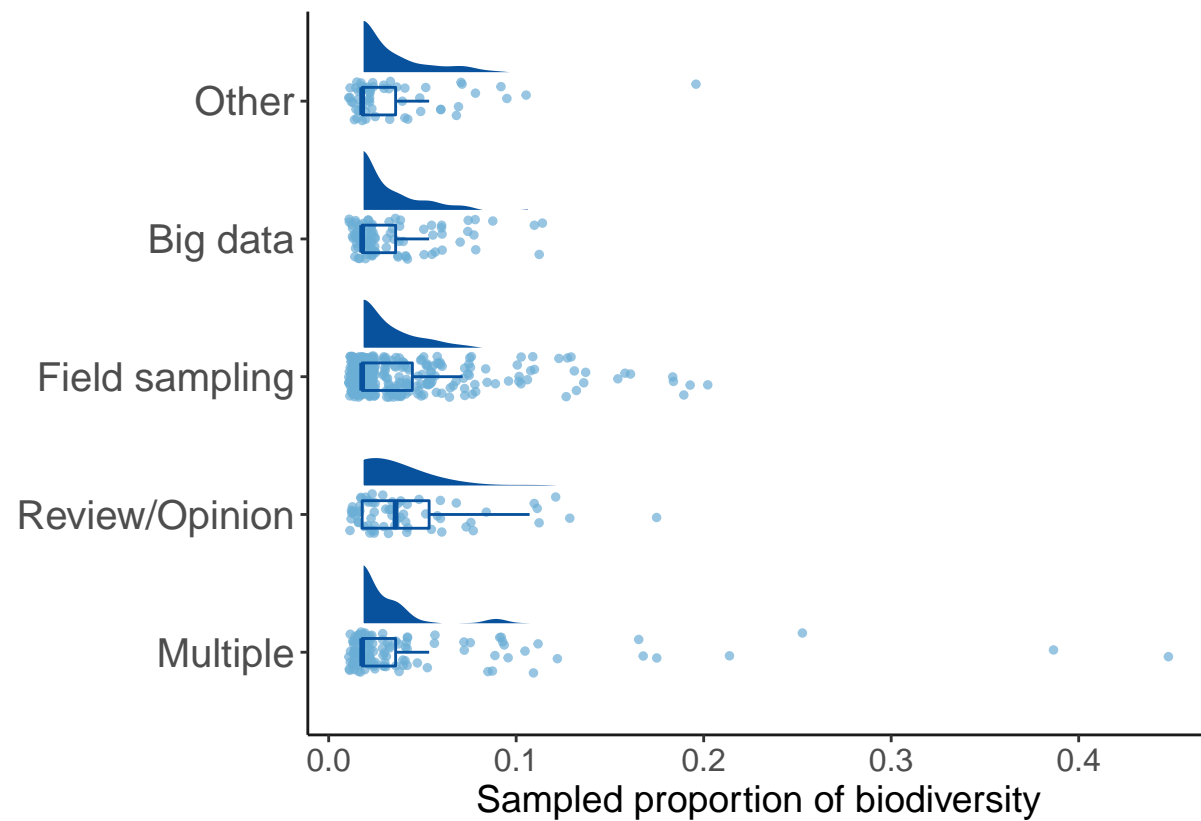 Other
Big data
Field sampling
Review/Opinion
Multiple
0.0 0.1 0.2 0.3 0.4
Sampled proportion of biodiversity